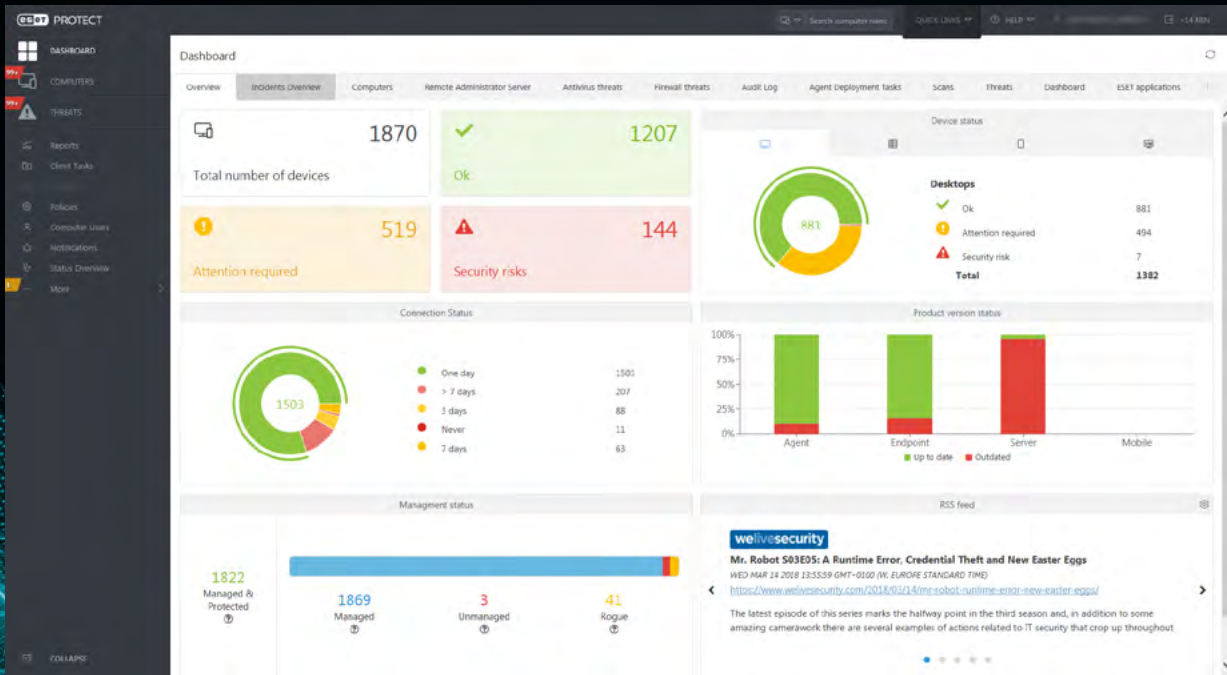 eset PROTECT
Search computer name
QUICK LINKS
HELP
>14 MIN
DASHBOARD
99+
COMPUTERS
99+
THREATS
Reports
Client Tasks
Policies
Computer Users
Notifications
Status Overview
More
COLLAPSE
Dashboard
Overview Incidents Overview Computers Remote Administrator Server Antivirus threats Firewall threats Audit Log Agent Deployment tasks Scans Threats Dashboard ESET applications
1870
Total number of devices
1207
Ok
519
Attention required
144
Security risks
Device status
881
Desktops
Ok 881
Attention required 494
Security risk 7
Total 1382
Connection Status
1503
One day 1503
> 7 days 207
3 days 88
Never 11
7 days 63
Product version status
100%
75%
50%
25%
0%
Agent Endpoint Server Mobile
Up to date Outdated
Managment status
1822
Managed &
Protected
1869
Managed
3
Unmanaged
41
Rogue
RSS feed
welivesecurity
Mr. Robot S03E05: A Runtime Error, Credential Theft and New Easter Eggs
WED MAR 14 2018 13:55:59 GMT+0100 (W. EUROPE STANDARD TIME)
https://www.welivesecurity.com/2018/03/14/mr-robot-runtime-error-new-easter-eggs/
The latest episode of this series marks the halfway point in the third season and, in addition to some
amazing camerawork there are several examples of actions related to IT security that crop up throughout